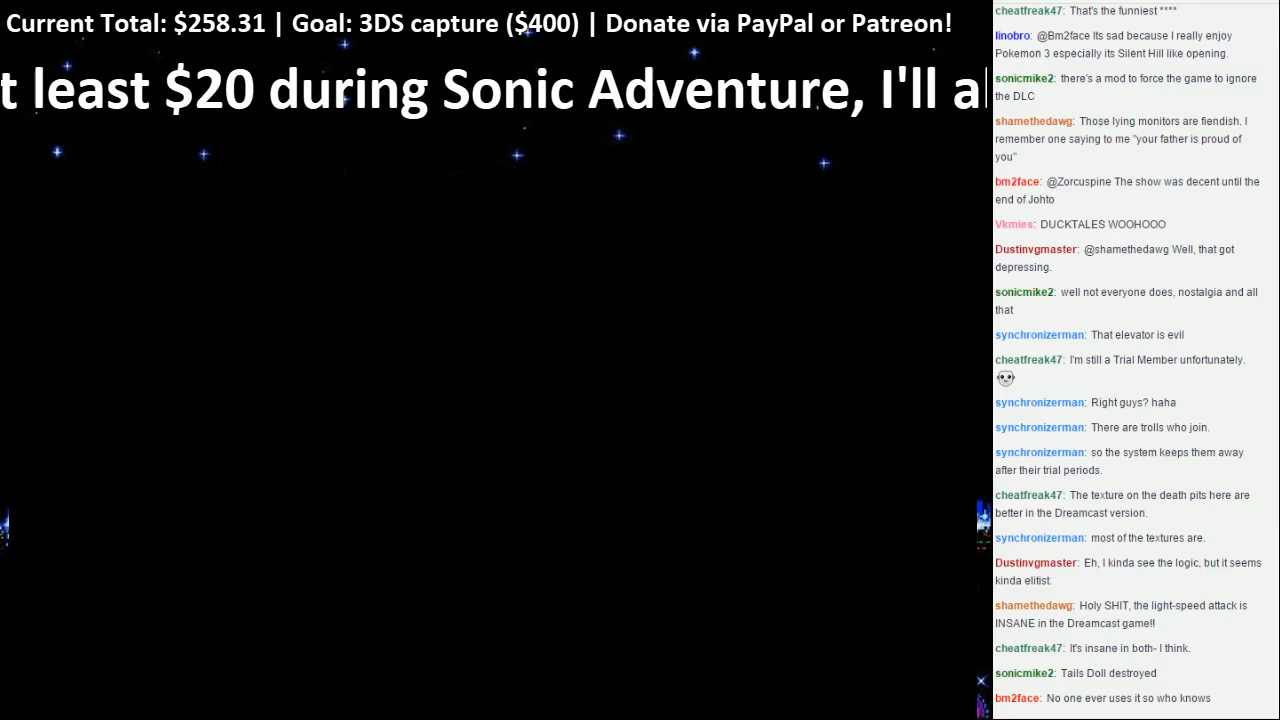 Current Total: $258.31 | Goal: 3DS capture ($400) | Donate via PayPal or Patreon!
t least $20 during Sonic Adventure, I'll al
cheatfreak47: That's the funniest ****
linobro: @Bm2face Its sad because I really enjoy
Pokemon 3 especially its Silent Hill like opening.
sonicmike2: there's a mod to force the game to ignore
the DLC
shamethedawg: Those lying monitors are fiendish. I
remember one saying to me "your father is proud of
you"
bm2face: @Zorcuspine The show was decent until the
end of Johto
Vkmies: DUCKTALES WOOHOOO
Dustinvgmaster: @shamethedawg Well, that got
depressing.
sonicmike2: well not everyone does, nostalgia and all
that
synchronizerman: That elevator is evil
cheatfreak47: I'm still a Trial Member unfortunately.
synchronizerman: Right guys? haha
synchronizerman: There are trolls who join.
synchronizerman: so the system keeps them away
after their trial periods.
cheatfreak47: The texture on the death pits here are
better in the Dreamcast version.
synchronizerman: most of the textures are.
Dustinvgmaster: Eh, I kinda see the logic, but it seems
kinda elitist.
shamethedawg: Holy SHIT, the light-speed attack is
INSANE in the Dreamcast game!!
cheatfreak47: It's insane in both- I think.
sonicmike2: Tails Doll destroyed
bm2face: No one ever uses it so who knows